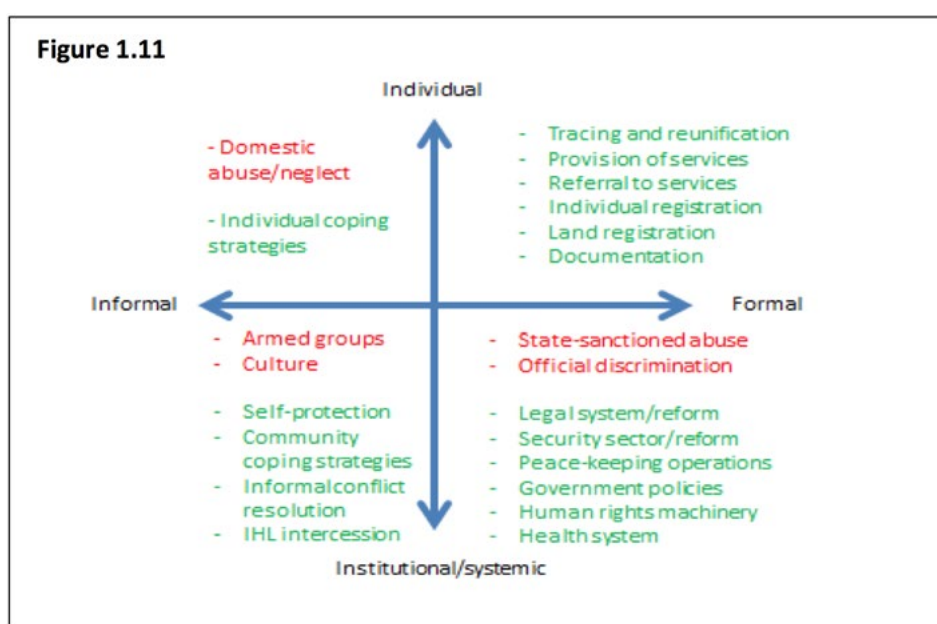 Figure 1.11
Individual
- Domestic
abuse/neglect
- Individual coping
strategies
- Tracing and reunification
- Provision of services
- Referral to services
- Individual registration
- Land registration
- Documentation
Informal
Formal
- Armed groups
- Culture
- Self-protection
- Community
coping strategies
- Informal conflict
resolution
- IHL intercession
- State-sanctioned abuse
- Official discrimination
- Legal system/reform
- Security sector/reform
- Peace-keeping operations
- Government policies
- Human rights machinery
- Health system
Institutional/systemic